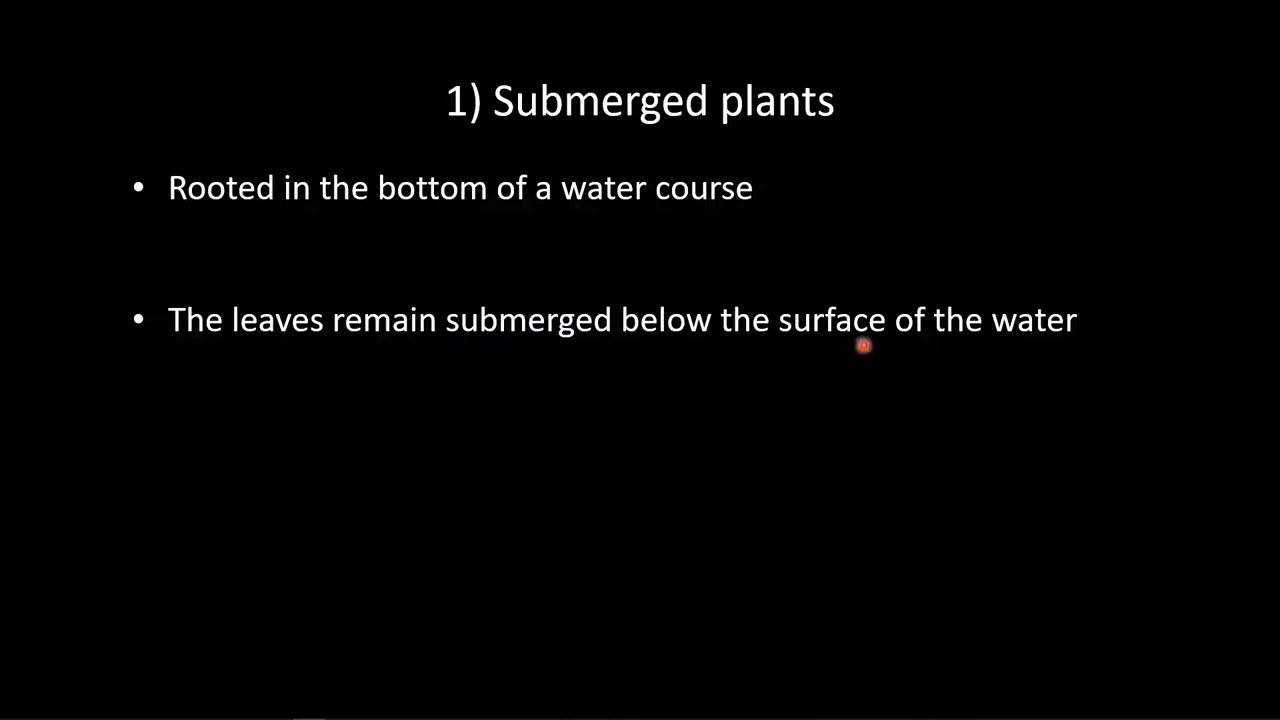 1) Submerged plants
• Rooted in the bottom of a water course
• The leaves remain submerged below the surface of the water